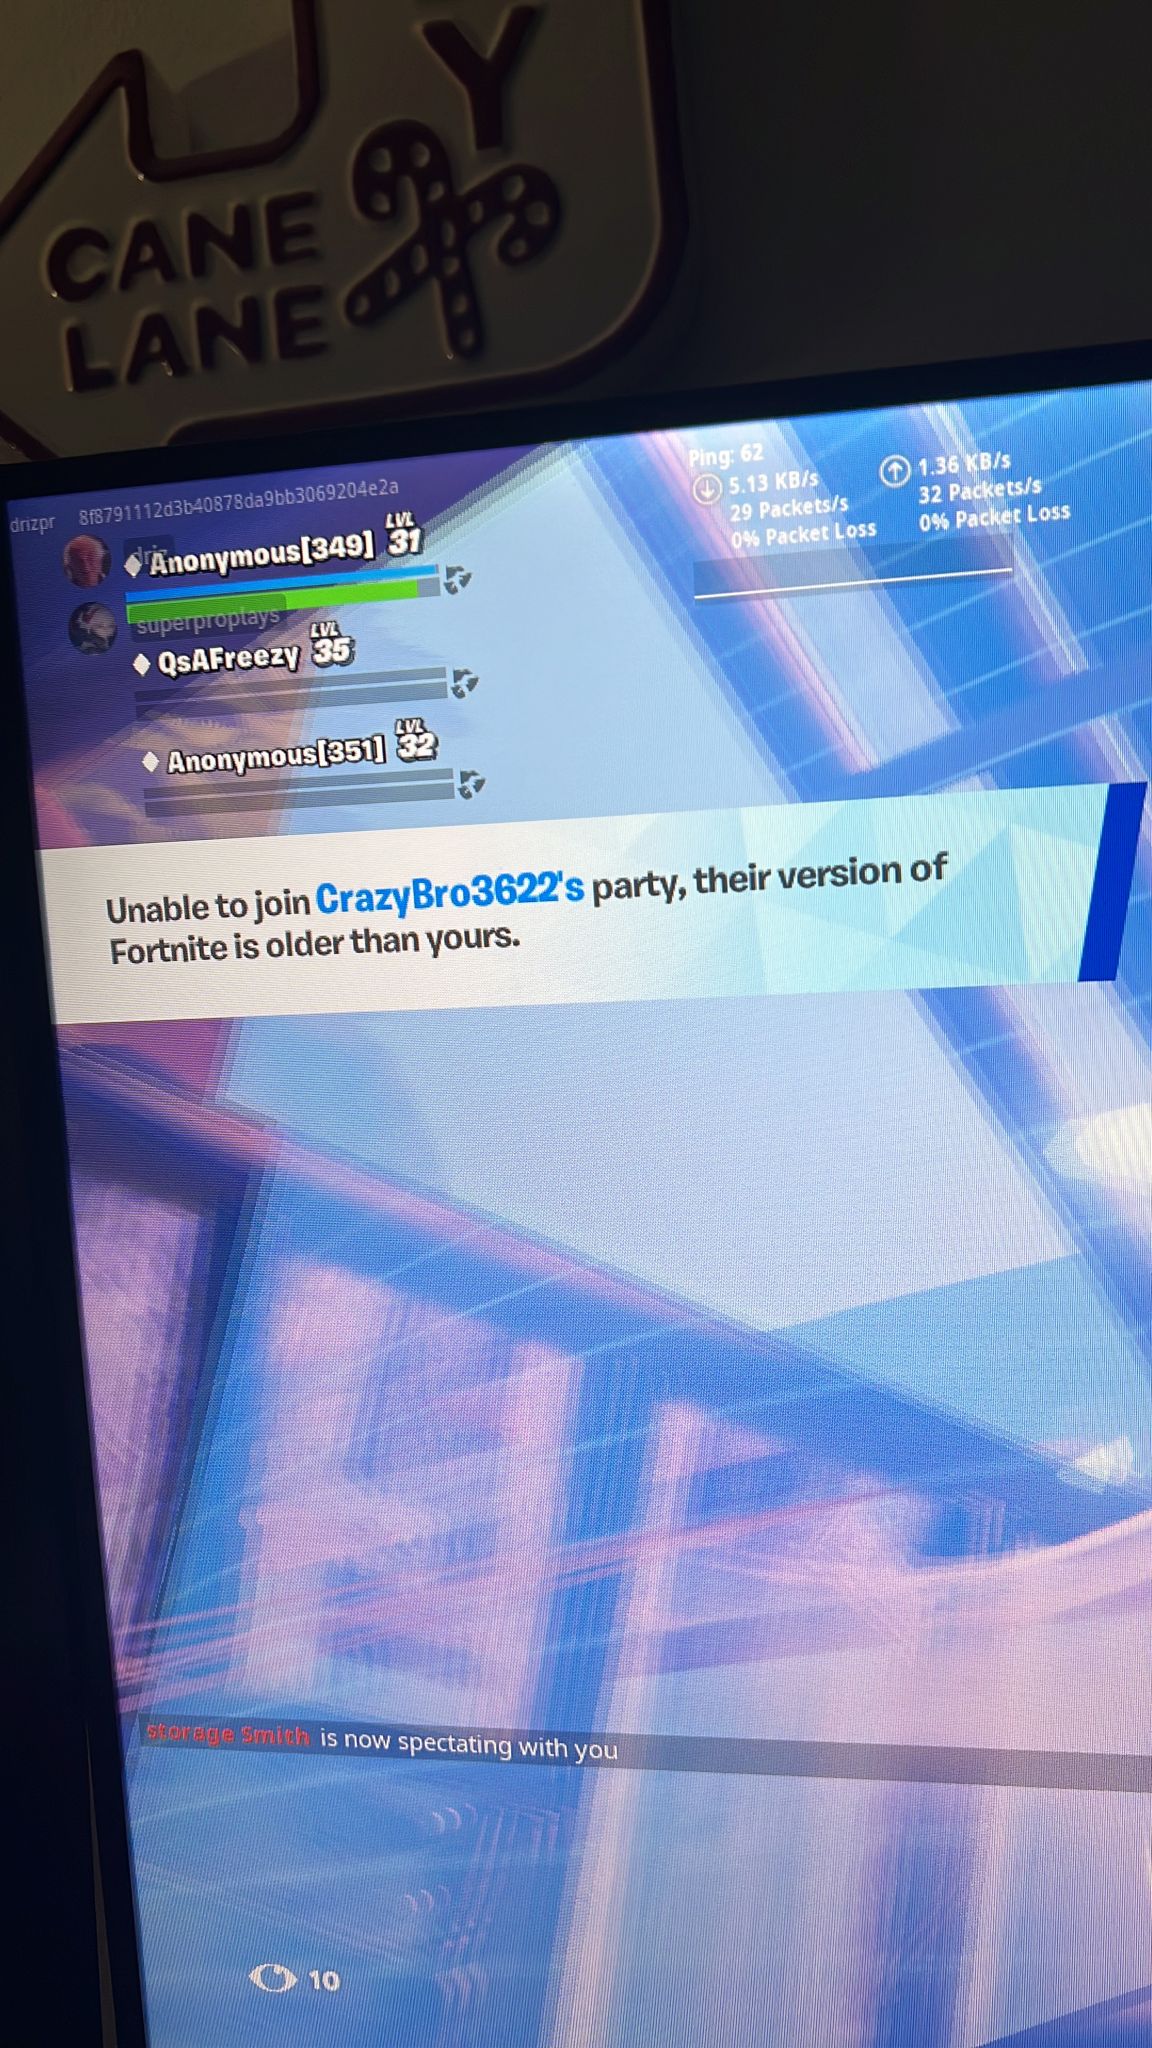 Y
CANE
LANE
drizpr 8f8791112d3b40878da9bb3069204e2a
driz
Anonymous[349] LVL 31
superproplays
QsAFreezy LVL 35
Anonymous[351] LVL 32
Ping: 62
5.13 KB/s
29 Packets/s
0% Packet Loss
1.36 KB/s
32 Packets/s
0% Packet Loss
Unable to join CrazyBro3622's party, their version of
Fortnite is older than yours.
storage Smith is now spectating with you
10